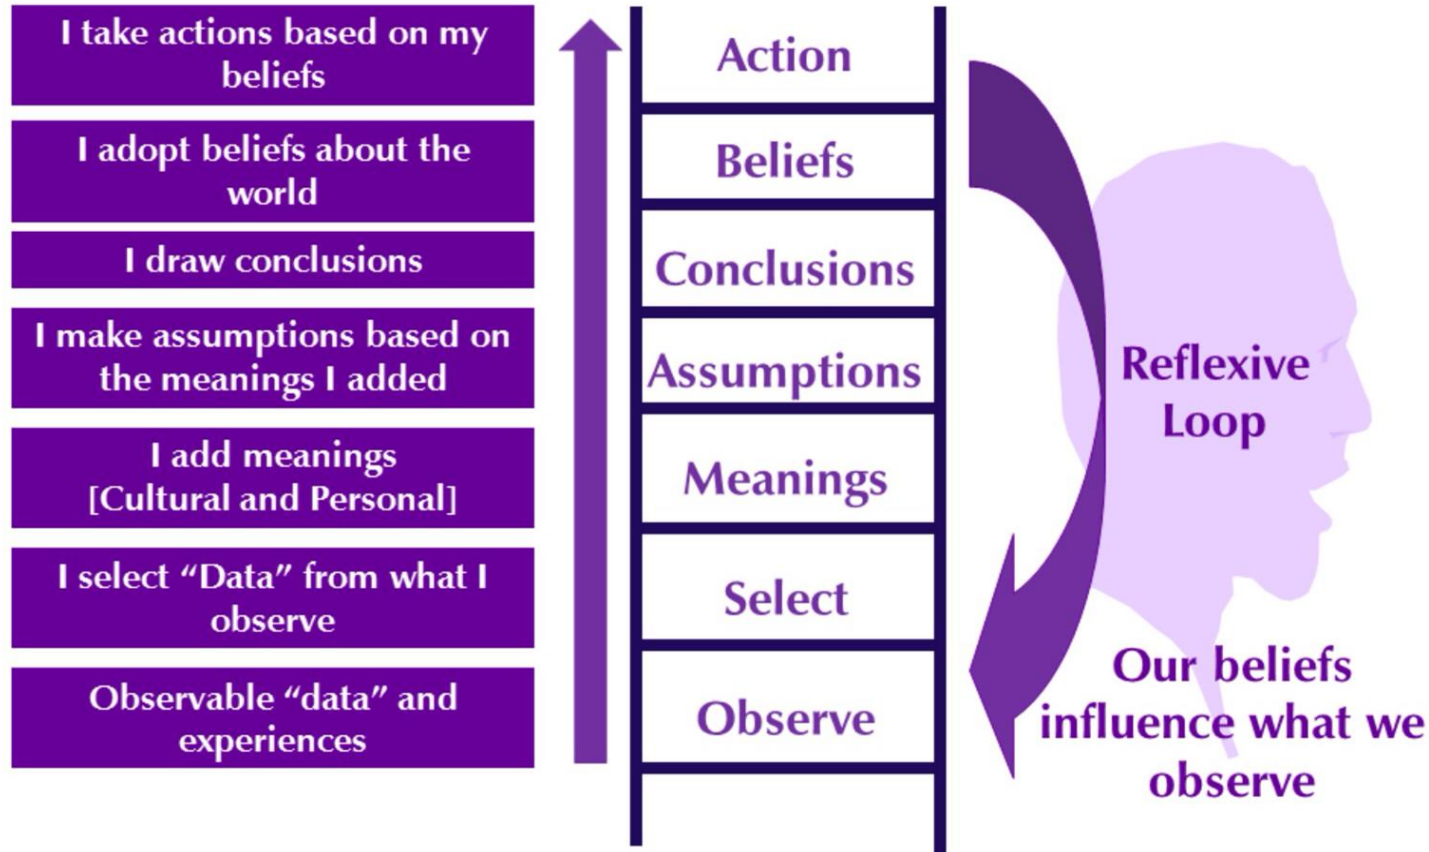 I take actions based on my
beliefs
I adopt beliefs about the
world
I draw conclusions
I make assumptions based on
the meanings I added
I add meanings
[Cultural and Personal]
I select “Data” from what I
observe
Observable “data” and
experiences
Action
Beliefs
Conclusions
Assumptions
Meanings
Select
Observe
Reflexive
Loop
Our beliefs
influence what we
observe